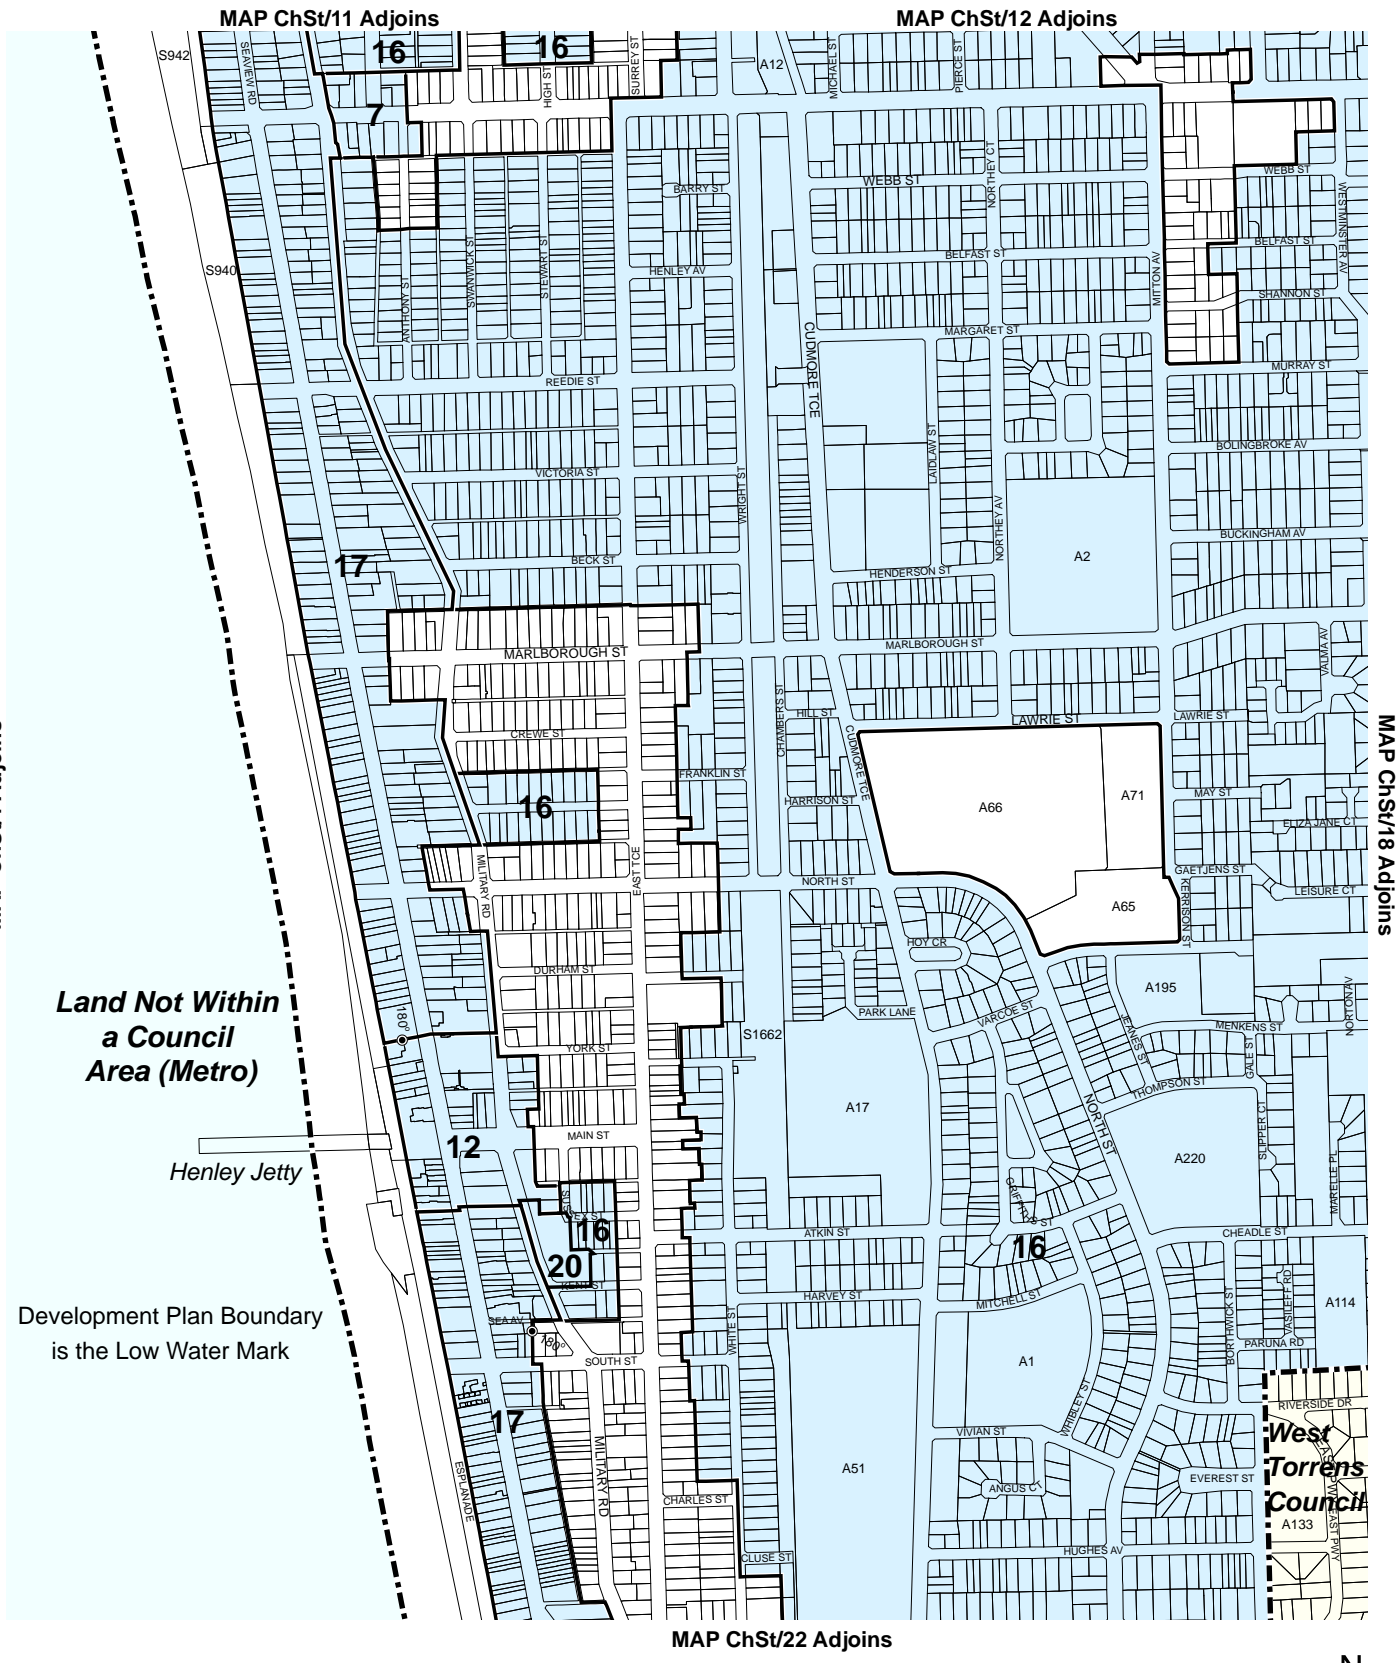 MAP ChSt/11 Adjoins
MAP ChSt/12 Adjoins
S942
SEAVIEW RD
16
16
HIGH ST
SURREY ST
A12
MICHAEL ST
PIERCE ST
7
BARRY ST
WEBB ST
NORTHEY CT
WEBB ST
WESTMINSTER AV
S940
ANTHONY ST
SWANWICK ST
STEWART ST
HENLEY AV
BELFAST ST
MITTON AV
BELFAST ST
SHANNON ST
CUDMORE TCE
MARGARET ST
REEDIE ST
MURRAY ST
VICTORIA ST
WRIGHT ST
LAIDLAW ST
BOLINGBROKE AV
17
BECK ST
HENDERSON ST
NORTHEY AV
A2
BUCKINGHAM AV
MARLBOROUGH ST
MARLBOROUGH ST
VALMA AV
CREWE ST
CHAMBERS ST
HILL ST
CUDMORE TCE
LAWRIE ST
LAWRIE ST
MAP ChSt/18 Adjoins
FRANKLIN ST
HARRISON ST
16
A66
A71
MAY ST
ELIZA JANE CT
MILITARY RD
EAST TCE
NORTH ST
A65
GAETJENS ST
KERRISON ST
LEISURE CT
DURHAM ST
HOY CR
PARK LANE
VARCOE ST
A195
JEANES ST
MENKENS ST
NORTON AV
Land Not Within
a Council
Area (Metro)
180°
YORK ST
S1662
GALE ST
THOMPSON ST
A17
NORTH ST
SLIPPER CT
12
MAIN ST
Henley Jetty
A220
MARELLE PL
SUSSEX ST
16
GRIFFITHS ST
16
ATKIN ST
CHEADLE ST
20
KENT ST
HARVEY ST
MITCHELL ST
BORTHWICK ST
VASILEFF RD
A114
Development Plan Boundary
is the Low Water Mark
SEA AV
180°
SOUTH ST
WHITE ST
A1
PARUNA RD
17
MILITARY RD
ESPLANADE
A51
VIVIAN ST
WHIBLEY ST
RIVERSIDE DR
West
Torrens
Council
ANGUS CT
EVEREST ST
CHARLES ST
A133
CLUSE ST
HUGHES AV
MAP ChSt/22 Adjoins
N